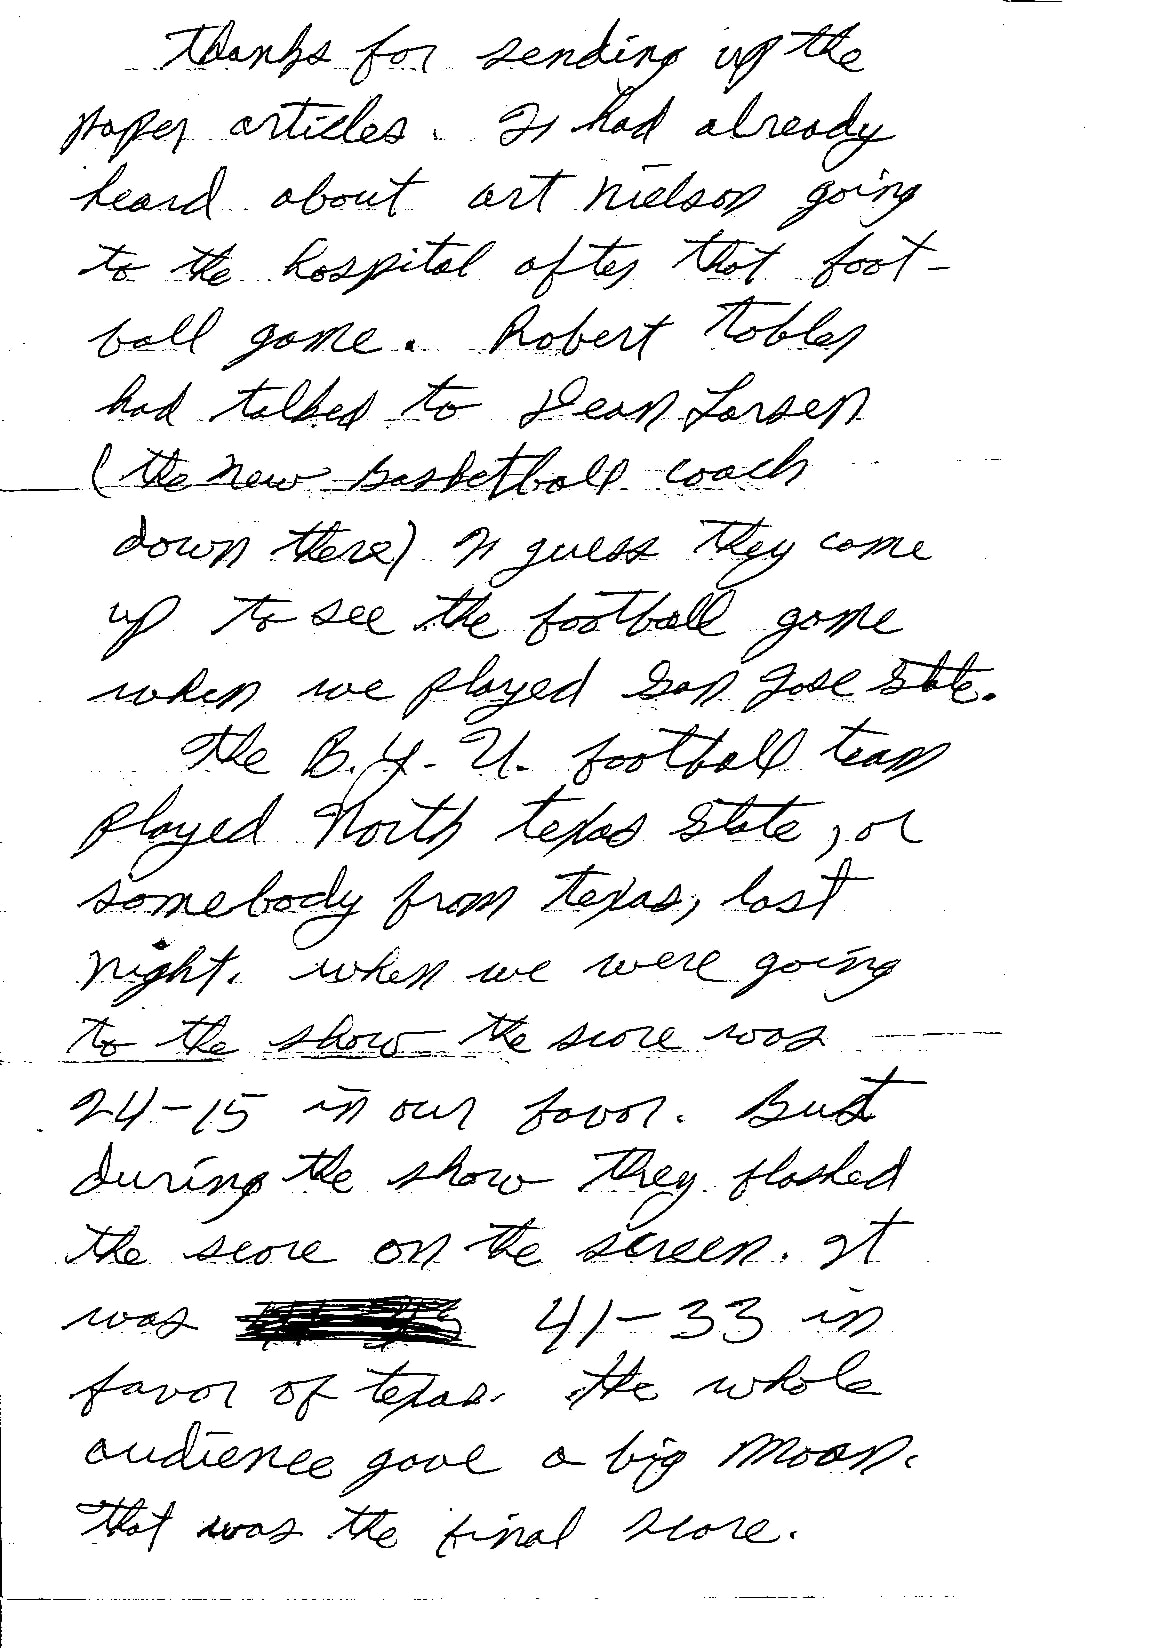 Thanks for sending up the
paper articles. I had already
heard about Art Nielson going
to the hospital after that foot-
ball game. Robert Tobler
had talked to Dean Larsen
(the new Basketball coach
down there) I guess they came
up to see the football game
when we played San Jose State.
The B.Y.U. football team
played North Texas State, or
somebody from Texas, last
night. when we were going
to the show the score was
24-15 in our favor. But
during the show they flashed
the score on the screen. It
was 41-33 in
favor of Texas. The whole
audience gave a big moan.
That was the final score.